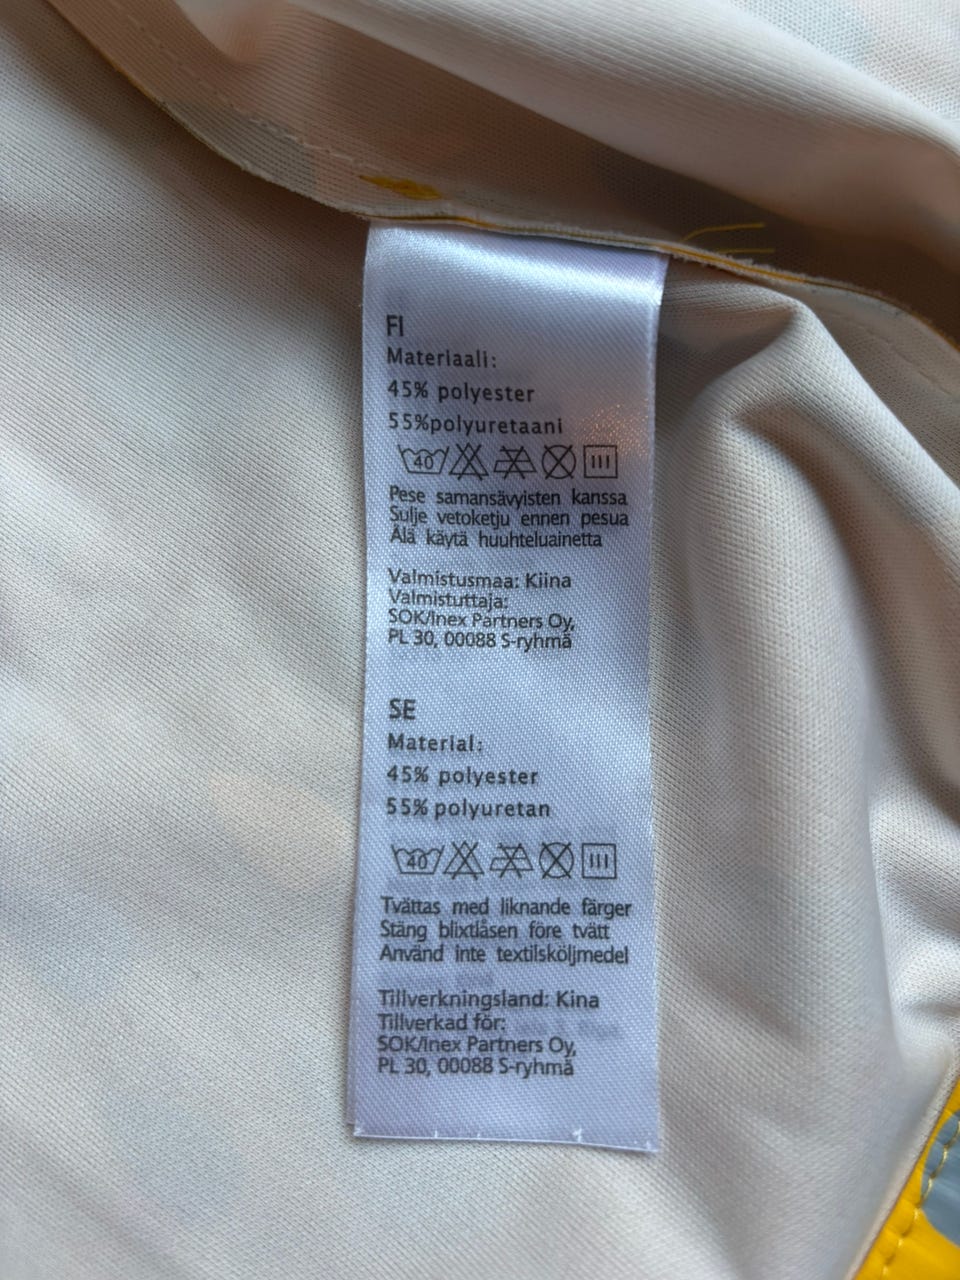 FI
Materiaali:
45% polyester
55%polyuretaani
40
Pese samansävyisten kanssa
Sulje vetoketju ennen pesua
Älä käytä huuhteluainetta
Valmistusmaa: Kiina
Valmistuttaja:
SOK/Inex Partners Oy,
PL 30, 00088 S-ryhmä
SE
Material:
45% polyester
55% polyuretan
40
Tvättas med liknande färger
Stäng blixtlåsen före tvätt
Använd inte textilsköljmedel
Tillverkningsland: Kina
Tillverkad för:
SOK/Inex Partners Oy,
PL 30, 00088 S-ryhmä